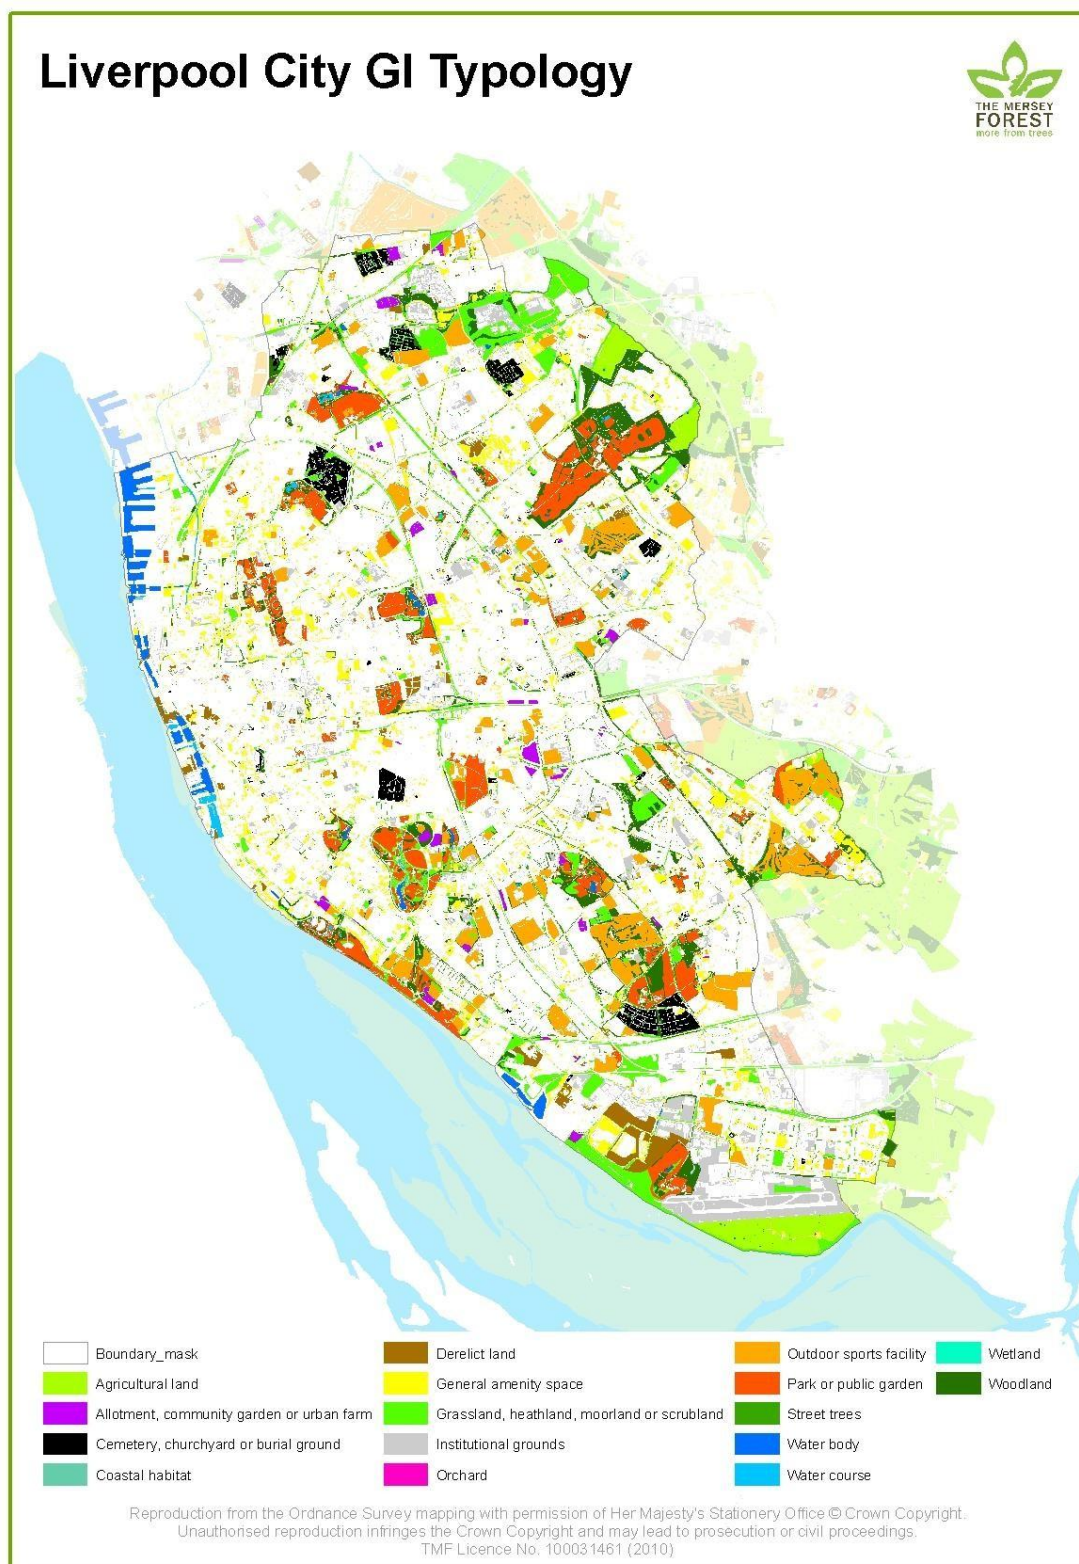 Liverpool City GI Typology
THE MERSEY
FOREST
more from trees
Boundary_mask
Agricultural land
Allotment, community garden or urban farm
Cemetery, churchyard or burial ground
Coastal habitat
Derelict land
General amenity space
Grassland, heathland, moorland or scrubland
Institutional grounds
Orchard
Outdoor sports facility
Park or public garden
Street trees
Water body
Water course
Wetland
Woodland
Reproduction from the Ordnance Survey mapping with permission of Her Majesty's Stationery Office © Crown Copyright.
Unauthorised reproduction infringes the Crown Copyright and may lead to prosecution or civil proceedings.
TMF Licence No. 100031461 (2010)